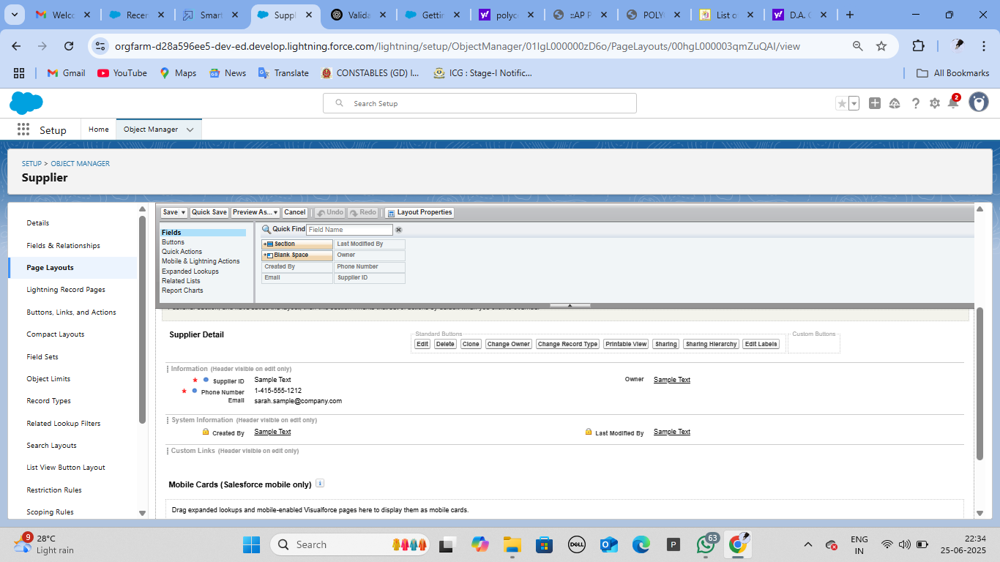 Welco
Recen
Smart
Suppl
Valida
Gettin
polyc
::AP P
POLY
List o
D.A. C
orgfarm-d28a596ee5-dev-ed.develop.lightning.force.com/lightning/setup/ObjectManager/01IgL000000zD6o/PageLayouts/00hgL000003qmZuQAI/view
Gmail
YouTube
Maps
News
Translate
CONSTABLES (GD) I...
ICG : Stage-I Notific...
All Bookmarks
Search Setup
2
Setup
Home
Object Manager
SETUP > OBJECT MANAGER
Supplier
Details
Fields & Relationships
Page Layouts
Lightning Record Pages
Buttons, Links, and Actions
Compact Layouts
Field Sets
Object Limits
Record Types
Related Lookup Filters
Search Layouts
List View Button Layout
Restriction Rules
Scoping Rules
Save
Quick Save
Preview As...
Cancel
Undo
Redo
Layout Properties
Fields
Buttons
Quick Actions
Mobile & Lightning Actions
Expanded Lookups
Related Lists
Report Charts
Quick Find Field Name
Section Last Modified By
Blank Space Owner
Created By Phone Number
Email Supplier ID
Supplier Detail
Standard Buttons
Edit Delete Clone Change Owner Change Record Type Printable View Sharing Sharing Hierarchy Edit Labels
Custom Buttons
Information (Header visible on edit only)
* Supplier ID Sample Text Owner Sample Text
* Phone Number 1-415-555-1212
Email sarah.sample@company.com
System Information (Header visible on edit only)
Created By Sample Text Last Modified By Sample Text
Custom Links (Header visible on edit only)
Mobile Cards (Salesforce mobile only) i
Drag expanded lookups and mobile-enabled Visualforce pages here to display them as mobile cards.
9
28°C
Light rain
Search
DELL
P
63
ENG
IN
22:34
25-06-2025